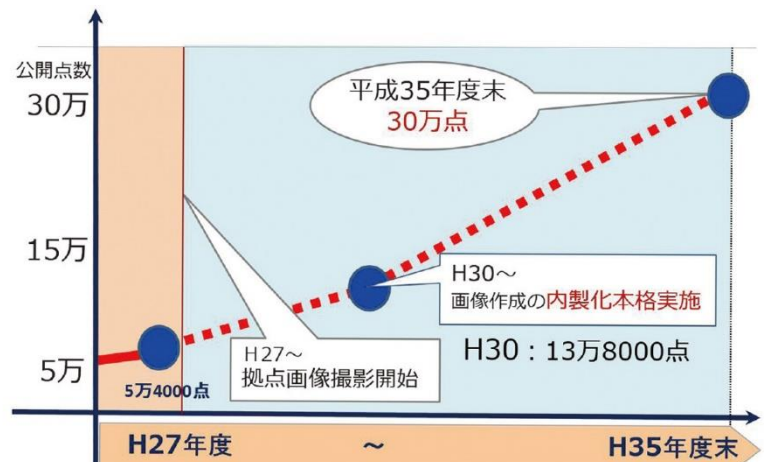 公開点数
30万
15万
5万
平成35年度末
30万点
H30～
画像作成の内製化本格実施
H30：13万8000点
H27～
拠点画像撮影開始
5万4000点
H27年度
～
H35年度末